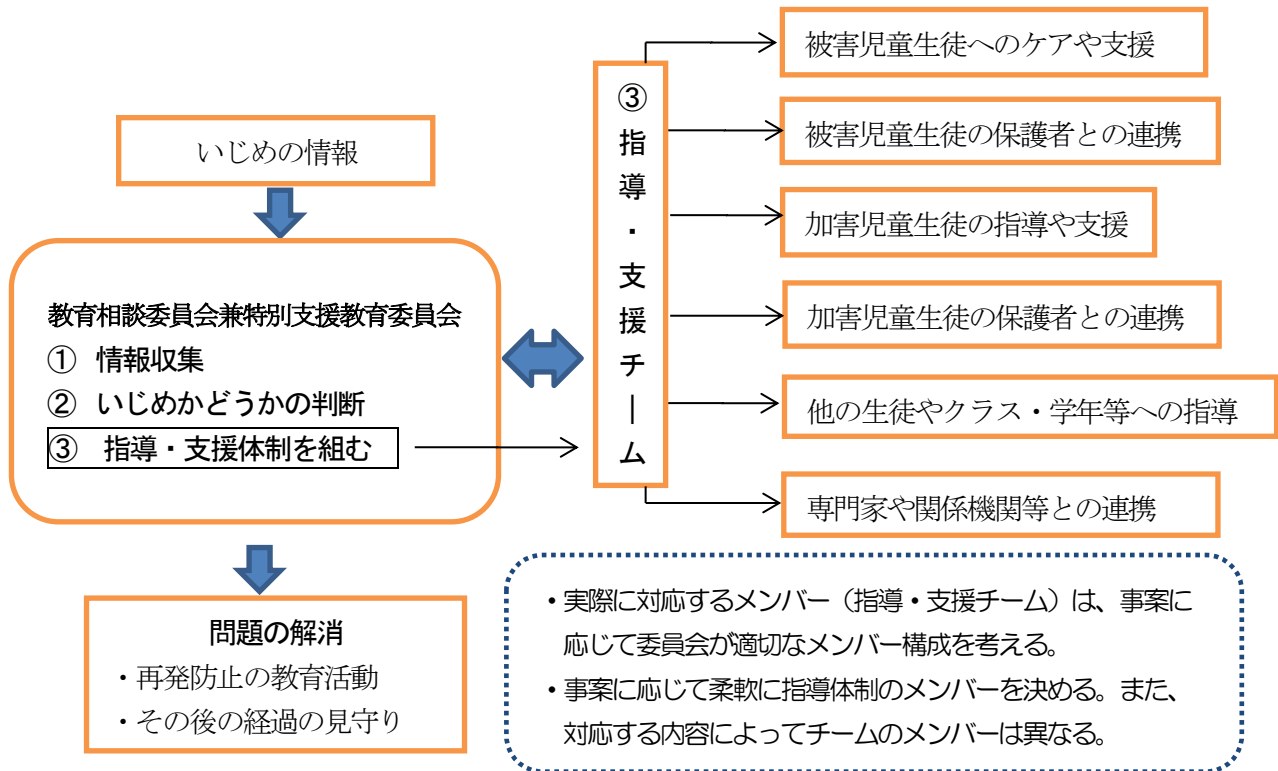 いじめの情報
教育相談委員会兼特別支援教育委員会
① 情報収集
② いじめかどうかの判断
③ 指導・支援体制を組む
問題の解消
・再発防止の教育活動
・その後の経過の見守り
③指導・支援チーム
被害児童生徒へのケアや支援
被害児童生徒の保護者との連携
加害児童生徒の指導や支援
加害児童生徒の保護者との連携
他の生徒やクラス・学年等への指導
専門家や関係機関等との連携
・実際に対応するメンバー（指導・支援チーム）は、事案に
応じて委員会が適切なメンバー構成を考える。
・事案に応じて柔軟に指導体制のメンバーを決める。また、
対応する内容によってチームのメンバーは異なる。